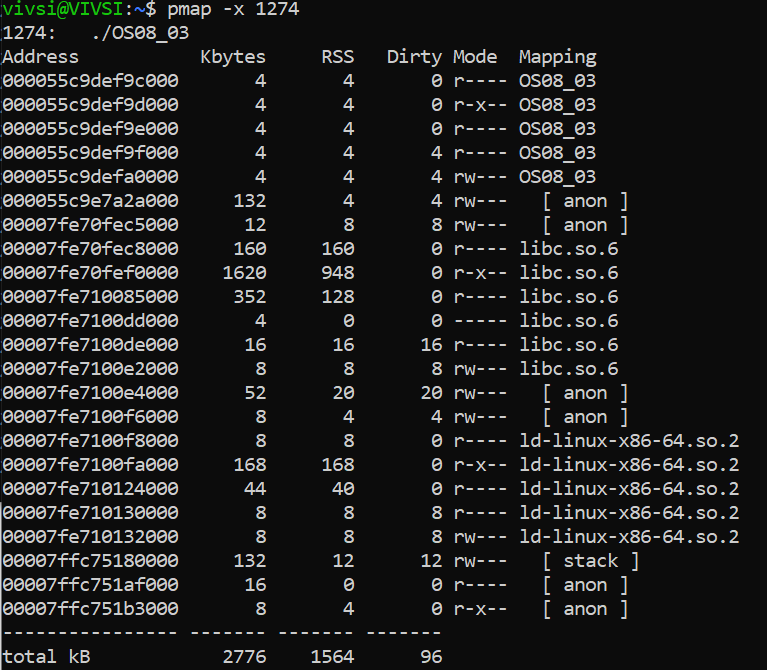 vivsi@VIVSI:~$ pmap -x 1274
1274:   ./OS08_03
Address           Kbytes     RSS   Dirty Mode  Mapping
000055c9def9c000       4       4       0 r---- OS08_03
000055c9def9d000       4       4       0 r-x-- OS08_03
000055c9def9e000       4       4       0 r---- OS08_03
000055c9def9f000       4       4       4 r---- OS08_03
000055c9defa0000       4       4       4 rw--- OS08_03
000055c9e7a2a000     132       4       4 rw---   [ anon ]
00007fe70fec5000      12       8       8 rw---   [ anon ]
00007fe70fec8000     160     160       0 r---- libc.so.6
00007fe70fef0000    1620     948       0 r-x-- libc.so.6
00007fe710085000     352     128       0 r---- libc.so.6
00007fe7100dd000       4       0       0 ----- libc.so.6
00007fe7100de000      16      16      16 r---- libc.so.6
00007fe7100e2000       8       8       8 rw--- libc.so.6
00007fe7100e4000      52      20      20 rw---   [ anon ]
00007fe7100f6000       8       4       4 rw---   [ anon ]
00007fe7100f8000       8       8       0 r---- ld-linux-x86-64.so.2
00007fe7100fa000     168     168       0 r-x-- ld-linux-x86-64.so.2
00007fe710124000      44      40       0 r---- ld-linux-x86-64.so.2
00007fe710130000       8       8       8 r---- ld-linux-x86-64.so.2
00007fe710132000       8       8       8 rw--- ld-linux-x86-64.so.2
00007ffc75180000     132      12      12 rw---   [ stack ]
00007ffc751af000      16       0       0 r----   [ anon ]
00007ffc751b3000       8       4       0 r-x--   [ anon ]
---------------- ------- ------- -------
total kB            2776    1564      96